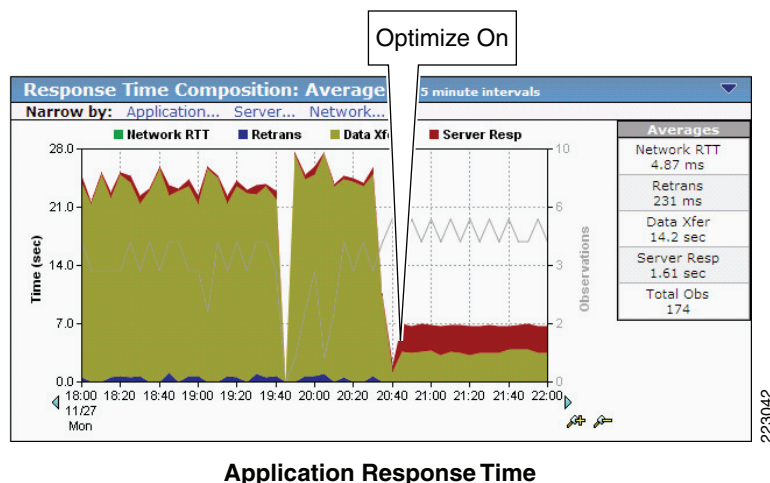 Optimize On
Response Time Composition: Average 5 minute intervals
Narrow by: Application... Server... Network...
Network RTT Retrans Data Xfe Server Resp
28.0
21.0
14.0
7.0
0.0
Time (sec)
10
6
3
2
0
Observations
18:00 18:20 18:40 19:00 19:20 19:40 20:00 20:20 20:40 21:00 21:20 21:40 22:00
11/27
Mon
Averages
Network RTT
4.87 ms
Retrans
231 ms
Data Xfer
14.2 sec
Server Resp
1.61 sec
Total Obs
174
223042
Application Response Time